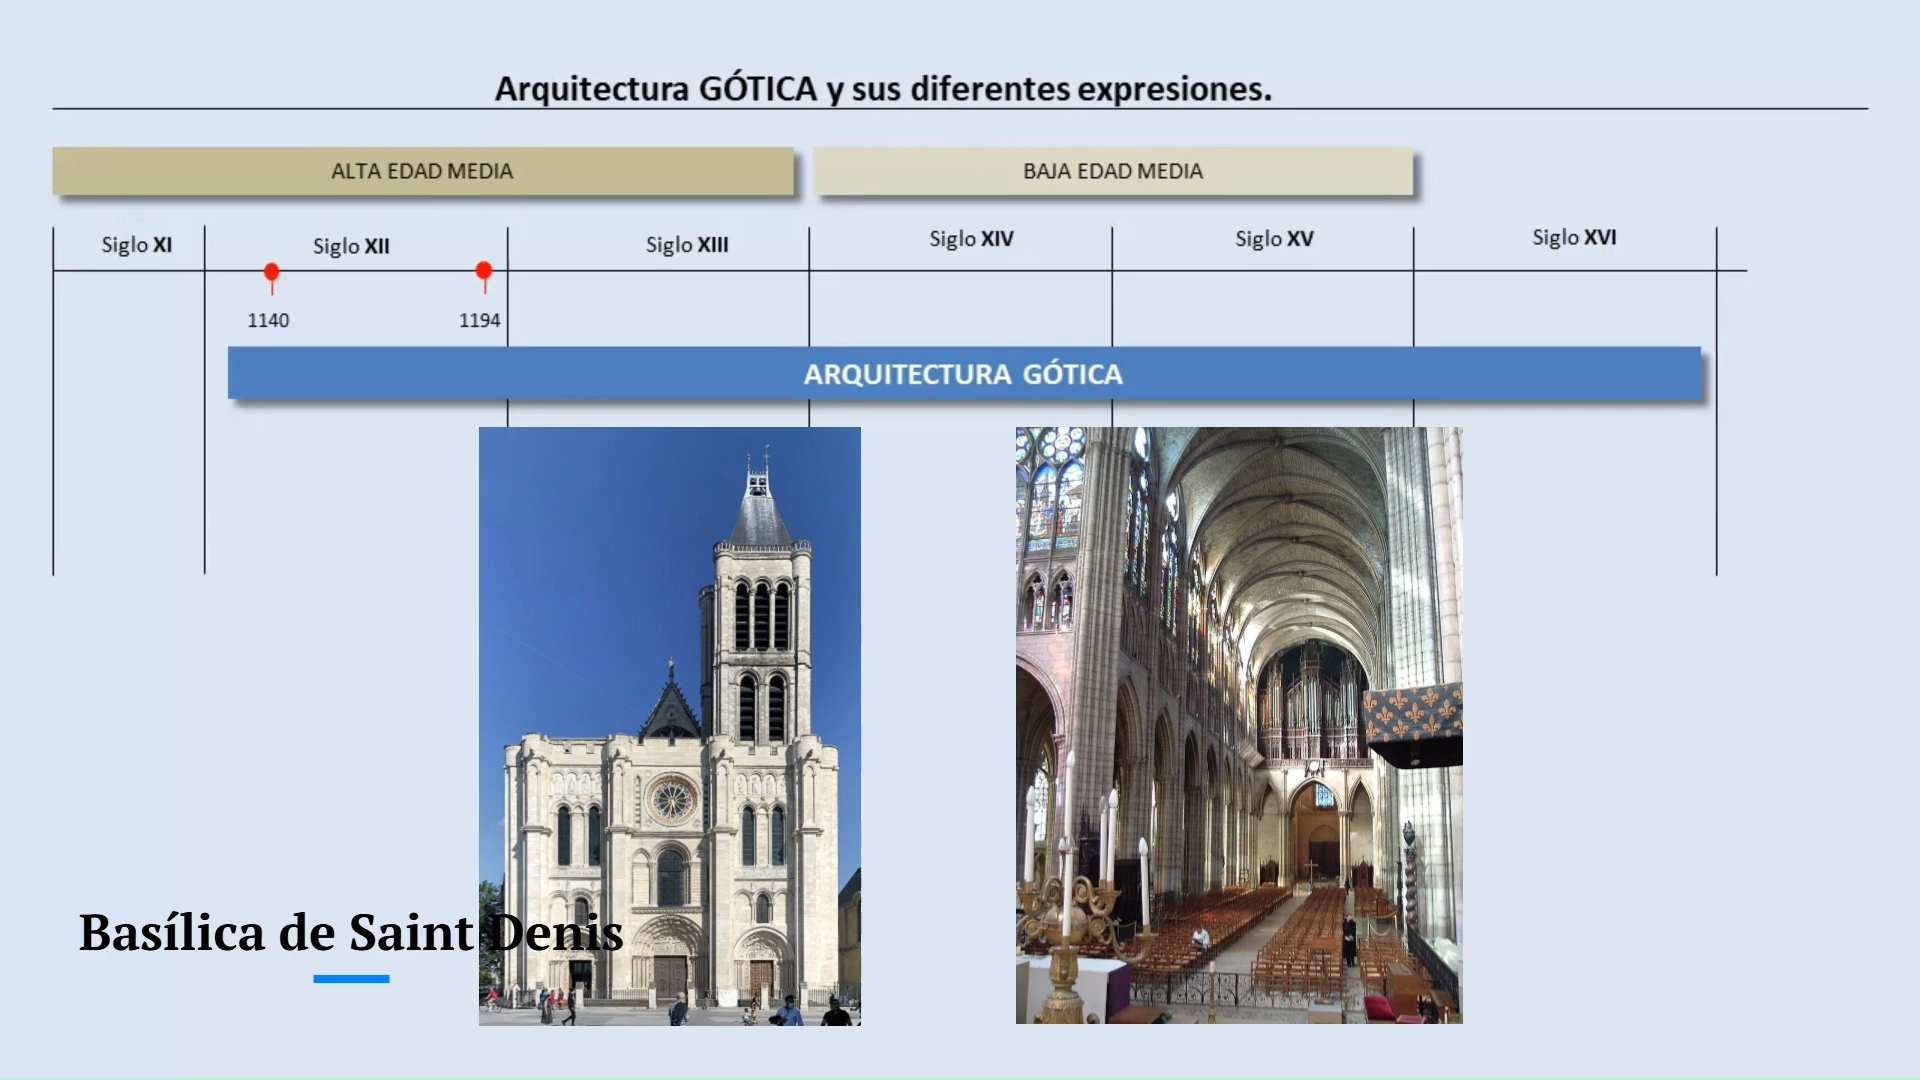 Arquitectura GÓTICA y sus diferentes expresiones.
ALTA EDAD MEDIA
BAJA EDAD MEDIA
Siglo XI
Siglo XII
Siglo XIII
Siglo XIV
Siglo XV
Siglo XVI
1140
1194
ARQUITECTURA GÓTICA
Basílica de Saint Denis